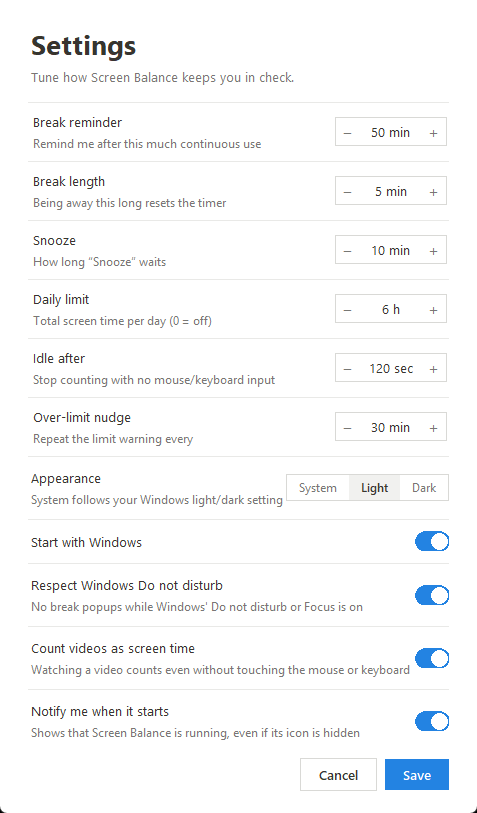 Settings
Tune how Screen Balance keeps you in check.
Break reminder
Remind me after this much continuous use
− 50 min +
Break length
Being away this long resets the timer
− 5 min +
Snooze
How long “Snooze” waits
− 10 min +
Daily limit
Total screen time per day (0 = off)
− 6 h +
Idle after
Stop counting with no mouse/keyboard input
− 120 sec +
Over-limit nudge
Repeat the limit warning every
− 30 min +
Appearance
System follows your Windows light/dark setting
System Light Dark
Start with Windows
Respect Windows Do not disturb
No break popups while Windows' Do not disturb or Focus is on
Count videos as screen time
Watching a video counts even without touching the mouse or keyboard
Notify me when it starts
Shows that Screen Balance is running, even if its icon is hidden
Cancel Save